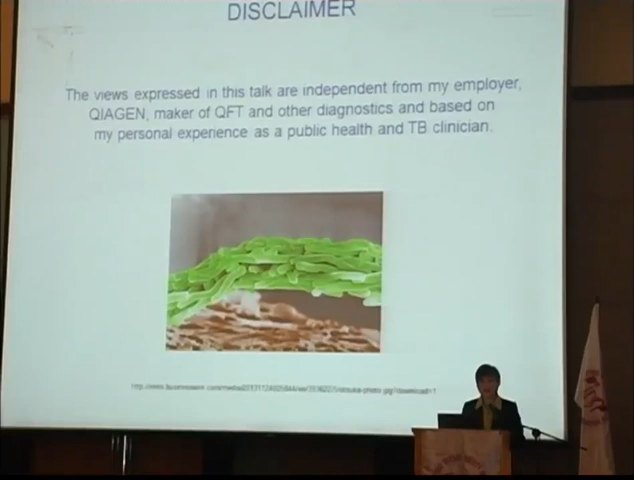 DISCLAIMER
The views expressed in this talk are independent from my employer,
QIAGEN, maker of QFT and other diagnostics and based on
my personal experience as a public health and TB clinician.